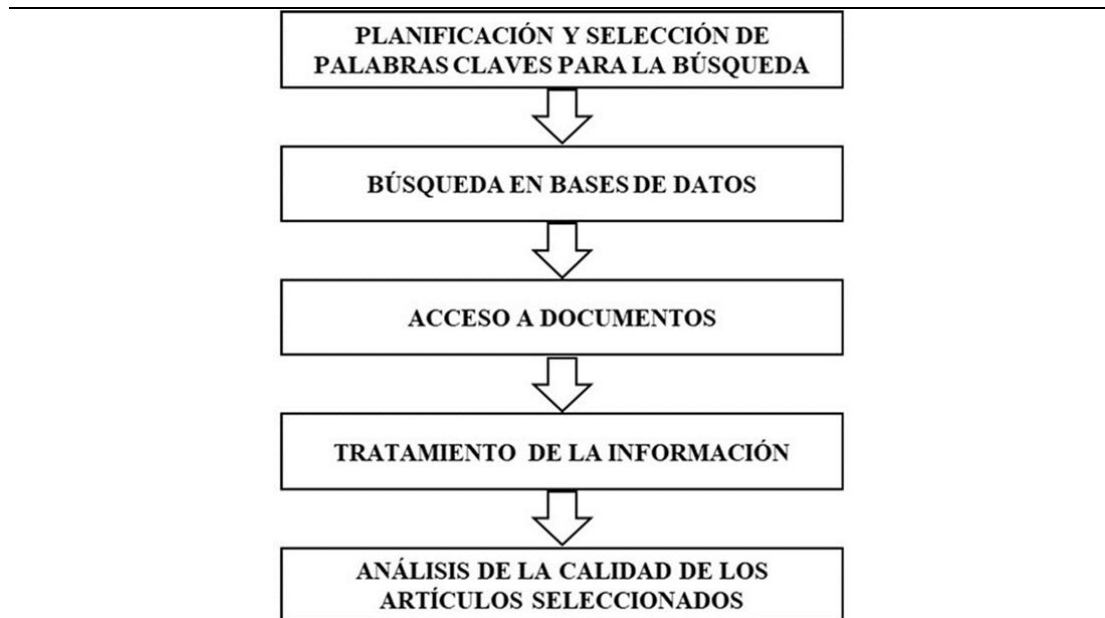 PLANIFICACIÓN Y SELECCIÓN DE
PALABRAS CLAVES PARA LA BÚSQUEDA
BÚSQUEDA EN BASES DE DATOS
ACCESO A DOCUMENTOS
TRATAMIENTO DE LA INFORMACIÓN
ANÁLISIS DE LA CALIDAD DE LOS
ARTÍCULOS SELECCIONADOS